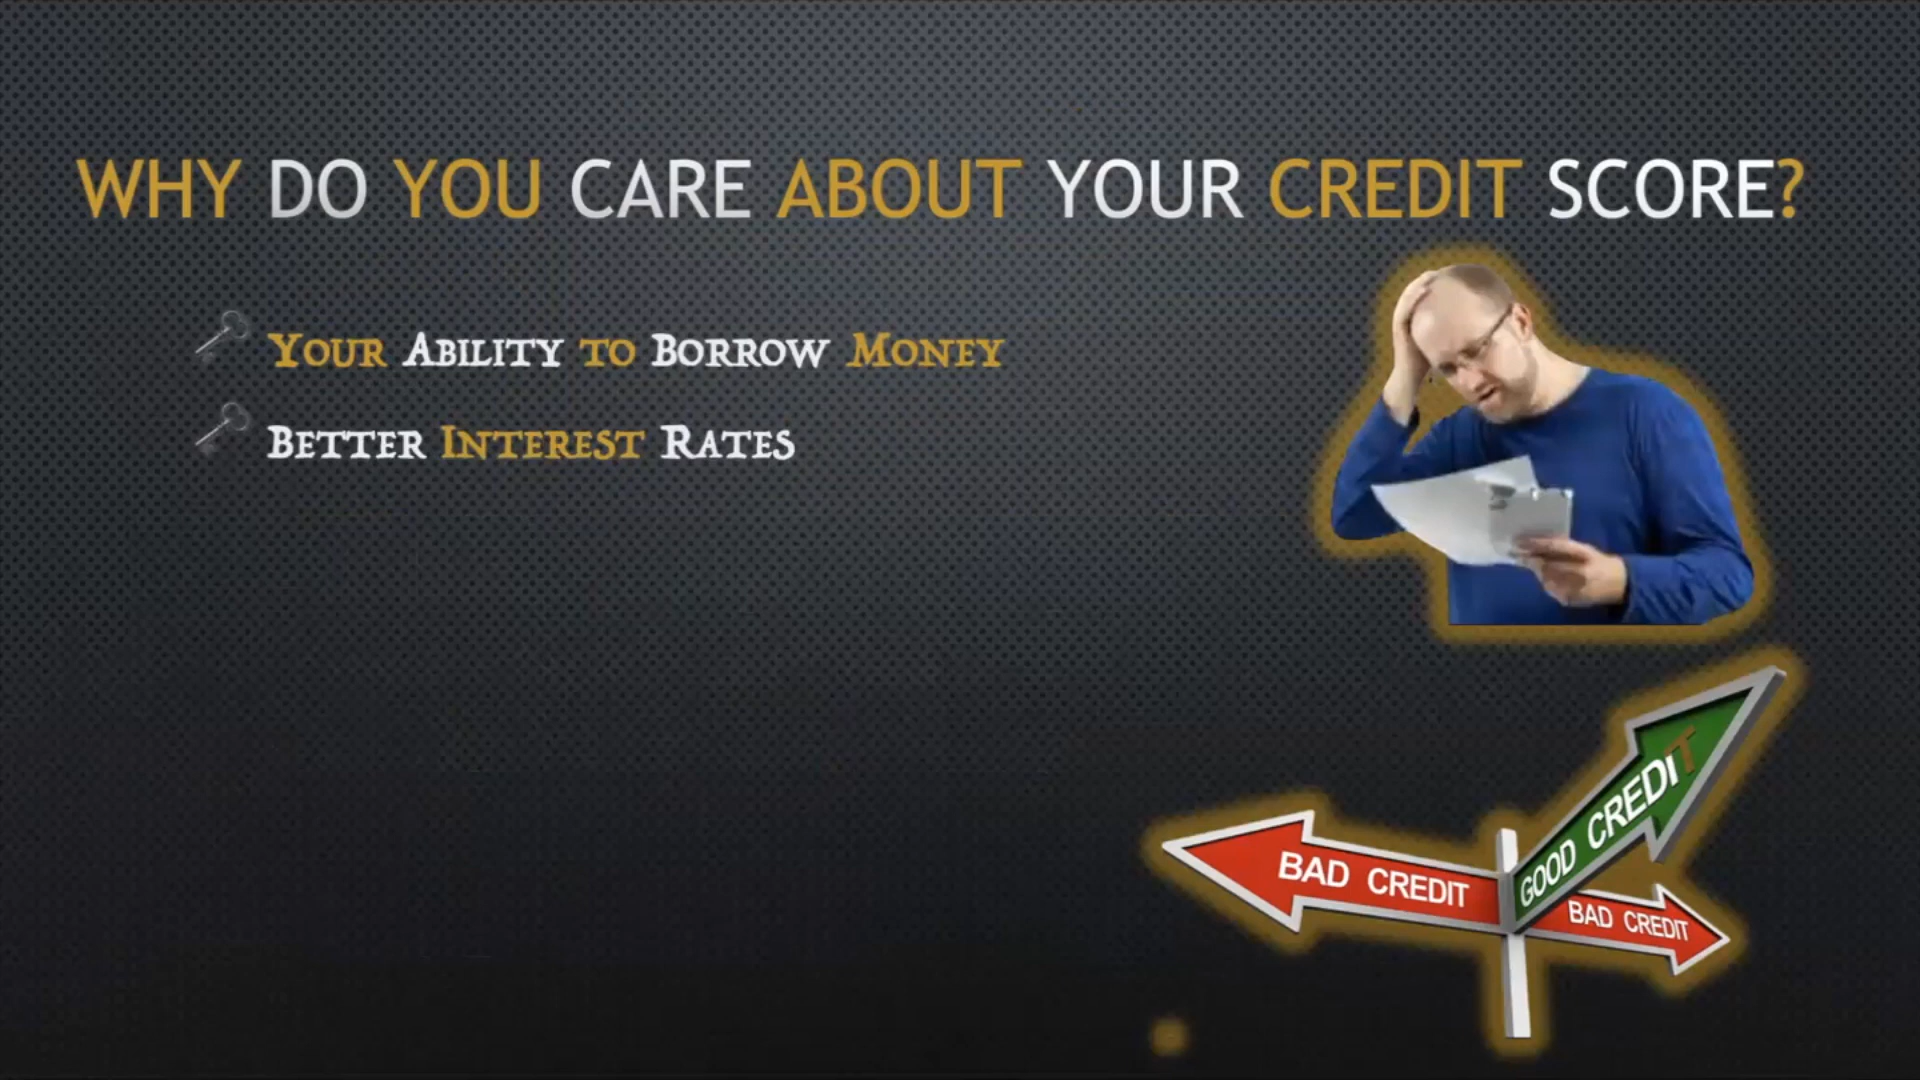 WHY DO YOU CARE ABOUT YOUR CREDIT SCORE?
YOUR ABILITY TO BORROW MONEY
BETTER INTEREST RATES
GOOD CREDIT
BAD CREDIT
BAD CREDIT